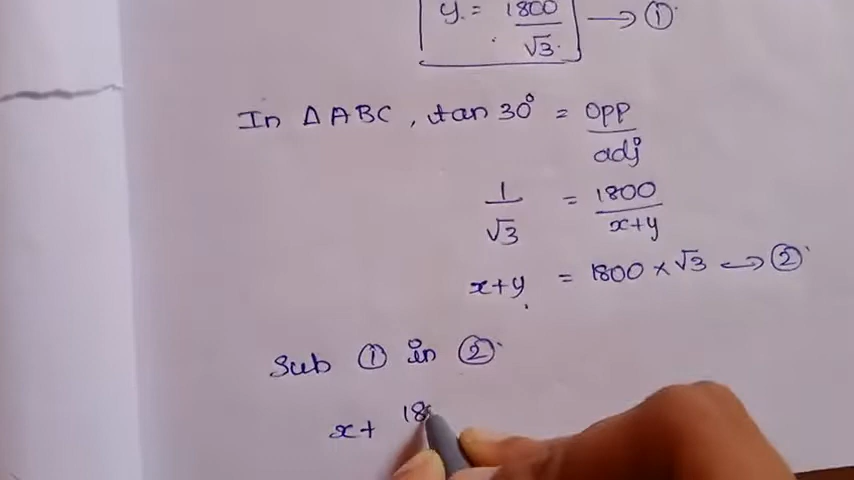 y = 1800/√3 → ①
In ΔABC, tan 30° = opp/adj
1/√3 = 1800/x+y
x+y = 1800 × √3 → ②
Sub ① in ②
x + 18